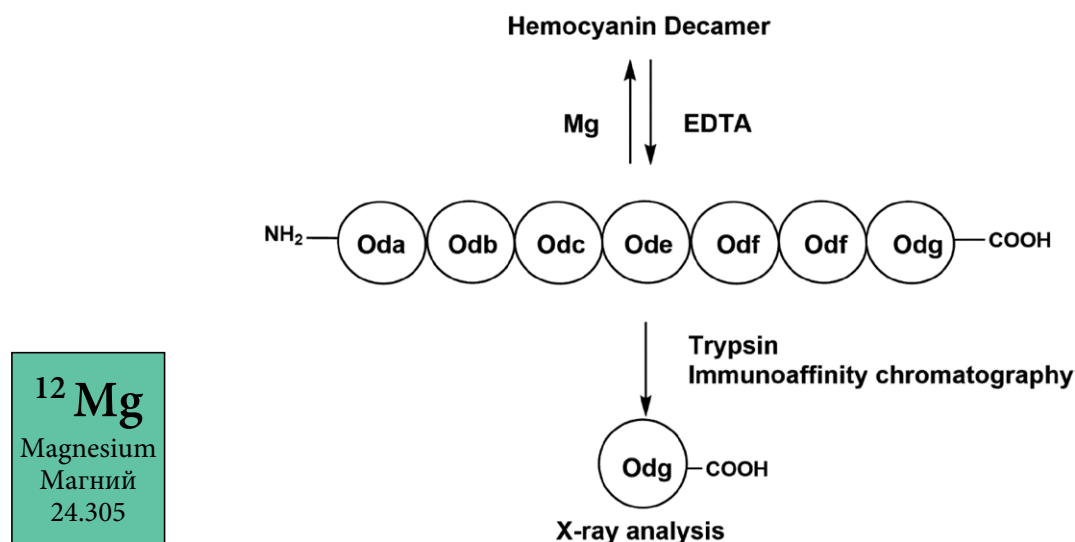 Hemocyanin Decamer
Mg EDTA
NH₂ Oda Odb Odc Ode Odf Odf Odg COOH
Trypsin
Immunoaffinity chromatography
Odg COOH
X-ray analysis
12 Mg
Magnesium
Магний
24.305